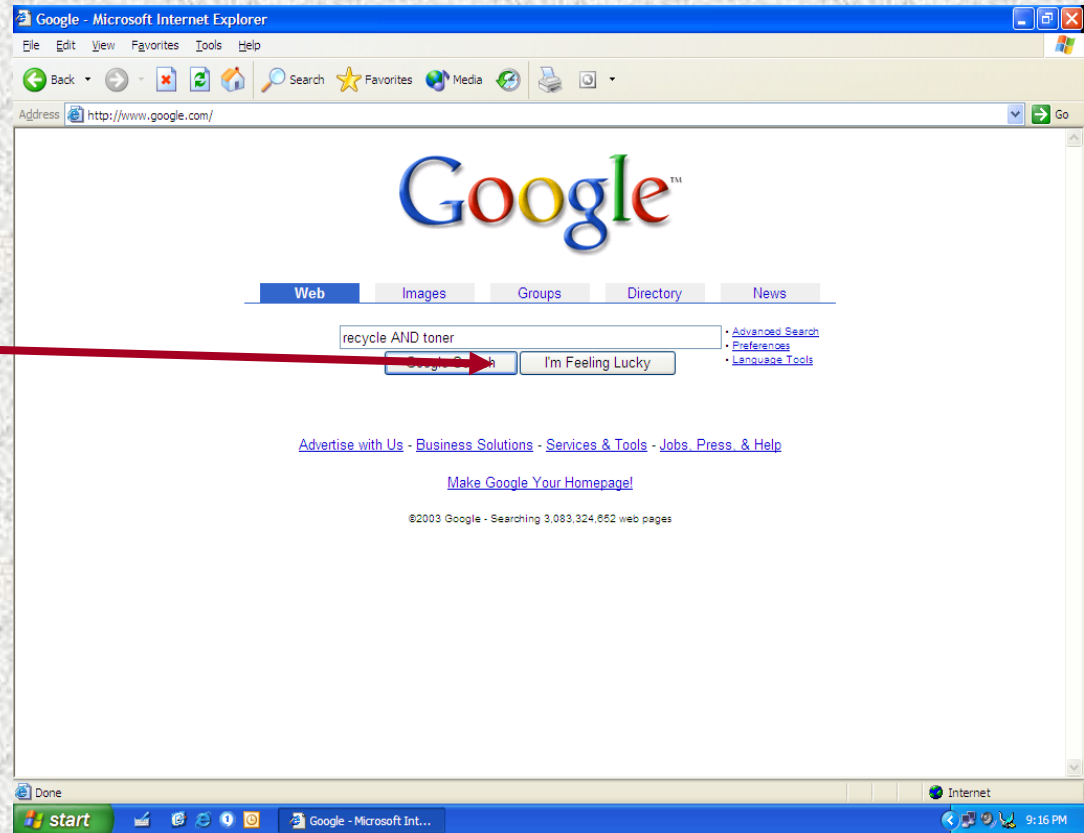 Google - Microsoft Internet Explorer
File Edit View Favorites Tools Help
Back Search Favorites Media
Address http://www.google.com/ Go
Google™
Web Images Groups Directory News
recycle AND toner
• Advanced Search
• Preferences
• Language Tools
Google I'm Feeling Lucky
Advertise with Us - Business Solutions - Services & Tools - Jobs, Press, & Help
Make Google Your Homepage!
©2003 Google - Searching 3,083,324,652 web pages
Done Internet
start Google - Microsoft Int... 9:16 PM